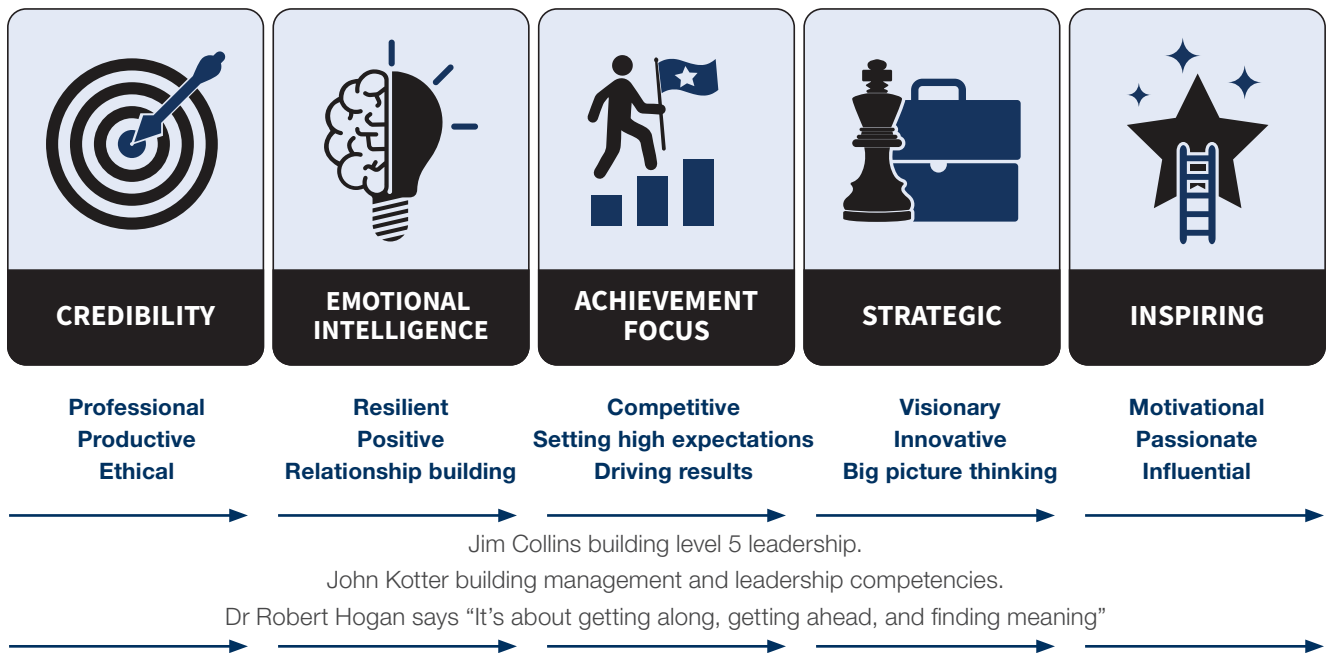 CREDIBILITY
EMOTIONAL
INTELLIGENCE
ACHIEVEMENT
FOCUS
STRATEGIC
INSPIRING
Professional
Productive
Ethical
Resilient
Positive
Relationship building
Competitive
Setting high expectations
Driving results
Visionary
Innovative
Big picture thinking
Motivational
Passionate
Influential
Jim Collins building level 5 leadership.
John Kotter building management and leadership competencies.
Dr Robert Hogan says “It’s about getting along, getting ahead, and finding meaning”